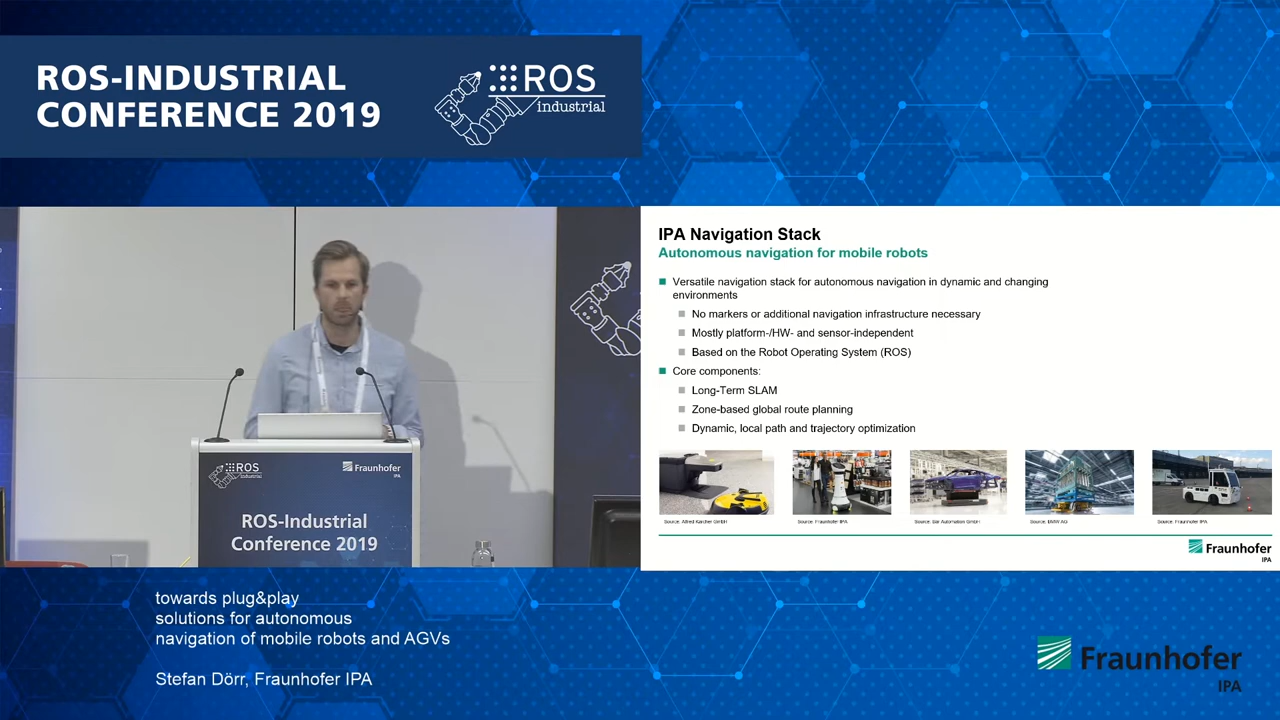 ROS-INDUSTRIAL
CONFERENCE 2019
ROS
industrial
ROS
industrial
Fraunhofer
IPA
ROS-Industrial
Conference 2019
IPA Navigation Stack
Autonomous navigation for mobile robots
Versatile navigation stack for autonomous navigation in dynamic and changing
environments
No markers or additional navigation infrastructure necessary
Mostly platform-/HW- and sensor-independent
Based on the Robot Operating System (ROS)
Core components:
Long-Term SLAM
Zone-based global route planning
Dynamic, local path and trajectory optimization
Source: Alfred Kärcher GmbH
Source: Fraunhofer IPA
Source: Bär Automation GmbH
Source: BMW AG
Source: Fraunhofer IPA
Fraunhofer
IPA
towards plug&play
solutions for autonomous
navigation of mobile robots and AGVs
Stefan Dörr, Fraunhofer IPA
Fraunhofer
IPA